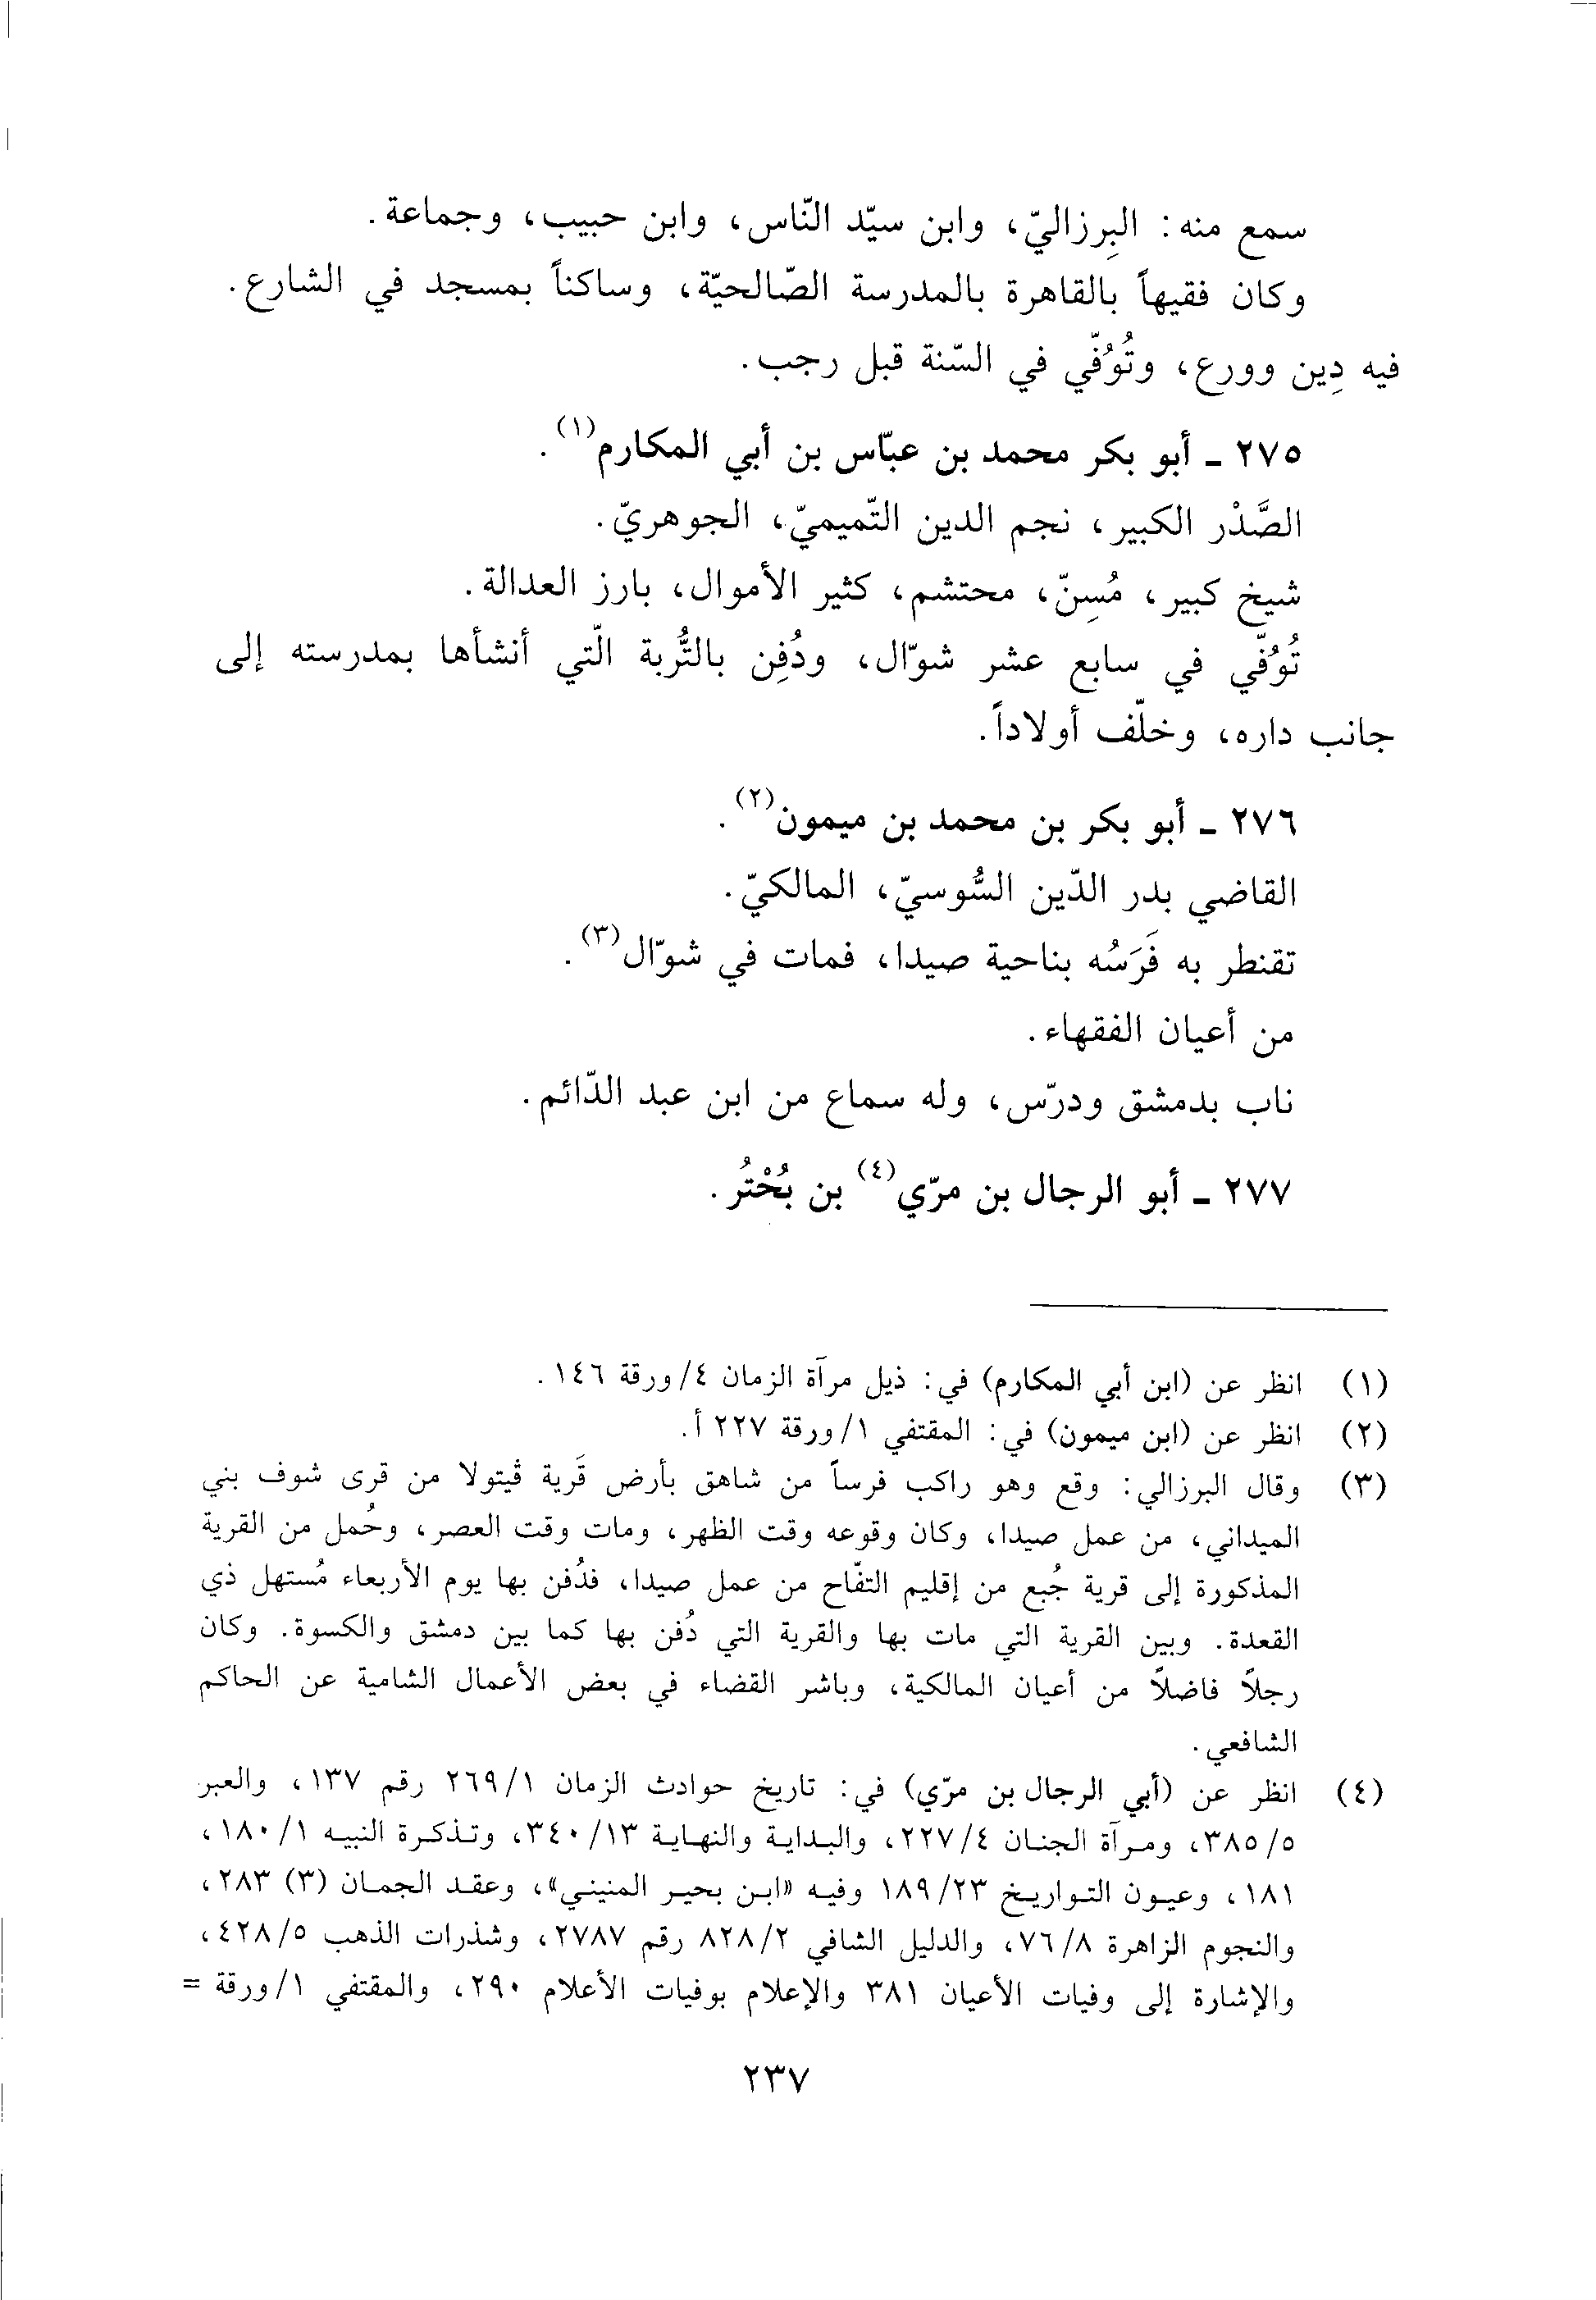 سمع منه: البِرزاليّ، وابن سيّد النّاس، وابن حبيب، وجماعة.
وكان فقيهاً بالقاهرة بالمدرسة الصّالحيّة، وساكناً بمسجد في الشارع.
فيه دِين وورع، وتُوُفّي في السّنة قبل رجب.
٢٧٥ - أبو بكر محمد بن عبّاس بن أبي المكارم(١).
الصَّدْر الكبير، نجم الدين التّميميّ، الجوهريّ.
شيخ كبير، مُسِنّ، محتشم، كثير الأموال، بارز العدالة.
تُوُفّي في سابع عشر شوّال، ودُفِن بالتُّربة الّتي أنشأها بمدرسته إلى
جانب داره، وخلّف أولاداً.
٢٧٦ - أبو بكر بن محمد بن ميمون(٢).
القاضي بدر الدّين السُّوسيّ، المالكيّ.
تقنطر به فَرَسُه بناحية صيدا، فمات في شوّال(٣).
من أعيان الفقهاء.
ناب بدمشق ودرّس، وله سماع من ابن عبد الدّائم.
٢٧٧ - أبو الرجال بن مرّي(٤) بن بُحْتُر.
(١) انظر عن (ابن أبي المكارم) في: ذيل مرآة الزمان ٤/ورقة ١٤٦.
(٢) انظر عن (ابن ميمون) في: المقتفي ١/ورقة ٢٢٧ أ.
(٣) وقال البرزالي: وقع وهو راكب فرساً من شاهق بأرض قَرية ڤيتولا من قرى شوف بني
الميداني، من عمل صيدا، وكان وقوعه وقت الظهر، ومات وقت العصر، وحُمل من القرية
المذكورة إلى قرية جُبع من إقليم التفّاح من عمل صيدا، فدُفن بها يوم الأربعاء مُستهل ذي
القعدة. وبين القرية التي مات بها والقرية التي دُفن بها كما بين دمشق والكسوة. وكان
رجلاً فاضلاً من أعيان المالكية، وباشر القضاء في بعض الأعمال الشامية عن الحاكم
الشافعي.
(٤) انظر عن (أبي الرجال بن مرّي) في: تاريخ حوادث الزمان ٢٦٩/١ رقم ١٣٧، والعبر
٣٨٥/٥، ومرآة الجنان ٢٢٧/٤، والبداية والنهاية ٣٤٠/١٣، وتذكرة النبيه ١٨٠/١،
١٨١، وعيون التواريخ ١٨٩/٢٣ وفيه «ابن بحير المنيني»، وعقد الجمان (٣) ٢٨٣،
والنجوم الزاهرة ٧٦/٨، والدليل الشافي ٨٢٨/٢ رقم ٢٧٨٧، وشذرات الذهب ٤٢٨/٥،
والإشارة إلى وفيات الأعيان ٣٨١ والإعلام بوفيات الأعلام ٢٩٠، والمقتفي ١/ورقة =
٢٣٧